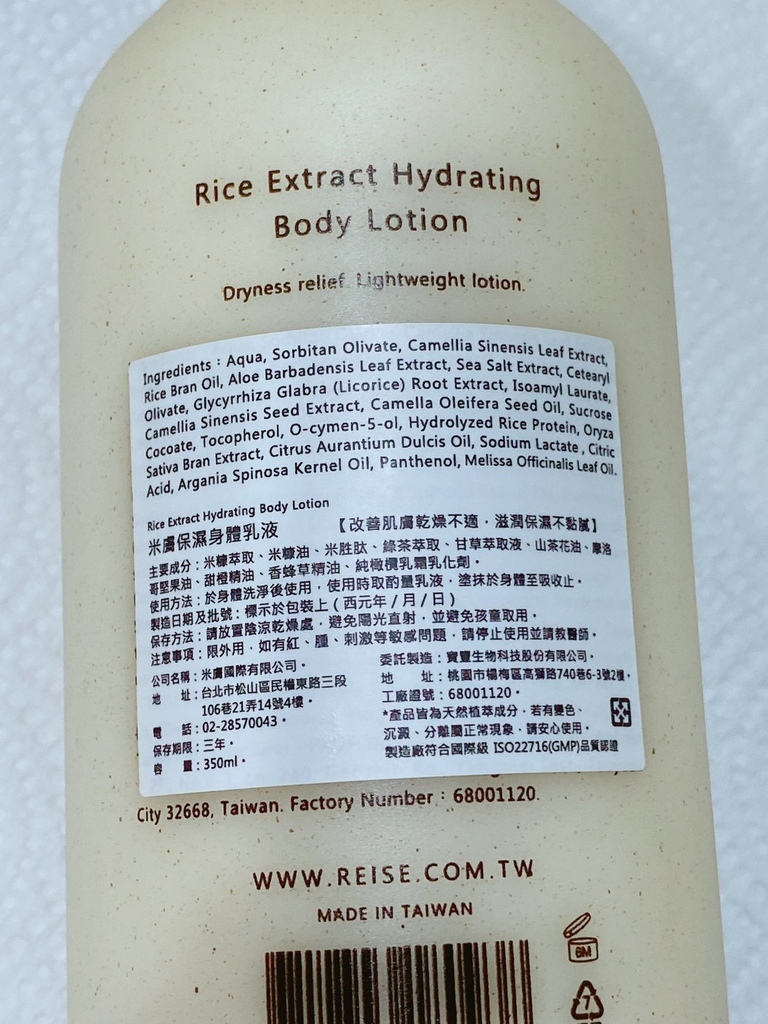 Rice Extract Hydrating
Body Lotion
Dryness relief. Lightweight lotion.
Ingredients：Aqua, Sorbitan Olivate, Camellia Sinensis Leaf Extract,
Rice Bran Oil, Aloe Barbadensis Leaf Extract, Sea Salt Extract, Cetearyl
Olivate, Glycyrrhiza Glabra (Licorice) Root Extract, Isoamyl Laurate,
Camellia Sinensis Seed Extract, Camella Oleifera Seed Oil, Sucrose
Cocoate, Tocopherol, O-cymen-5-ol, Hydrolyzed Rice Protein, Oryza
Sativa Bran Extract, Citrus Aurantium Dulcis Oil, Sodium Lactate , Citric
Acid, Argania Spinosa Kernel Oil, Panthenol, Melissa Officinalis Leaf Oil.
Rice Extract Hydrating Body Lotion
米膚保濕身體乳液 【改善肌膚乾燥不適，滋潤保濕不黏膩】
主要成分：米糠萃取、米糠油、米胜肽、綠茶萃取、甘草萃取液、山茶花油、摩洛
哥堅果油、甜橙精油、香蜂草精油、純橄欖乳霜乳化劑。
使用方法：於身體洗淨後使用，使用時取酌量乳液，塗抹於身體至吸收止。
製造日期及批號：標示於包裝上 ( 西元年 / 月 / 日 )
保存方法：請放置陰涼乾燥處，避免陽光直射，並避免孩童取用。
注意事項：限外用，如有紅、腫、刺激等敏感問題，請停止使用並請教醫師。
公司名稱：米膚國際有限公司。
地 址：台北市松山區民權東路三段
106巷21弄14號4樓。
電 話：02-28570043。
保存期限：三年。
容 量：350ml。
委託製造：寶豐生物科技股份有限公司。
地 址：桃園市楊梅區高獅路740巷6-3號2樓。
工廠證號：68001120。
*產品皆為天然植萃成分，若有變色、
沉澱、分離屬正常現象，請安心使用。
製造廠符合國際級 ISO22716(GMP)品質認證
City 32668, Taiwan. Factory Number：68001120.
WWW.REISE.COM.TW
MADE IN TAIWAN
6M
7